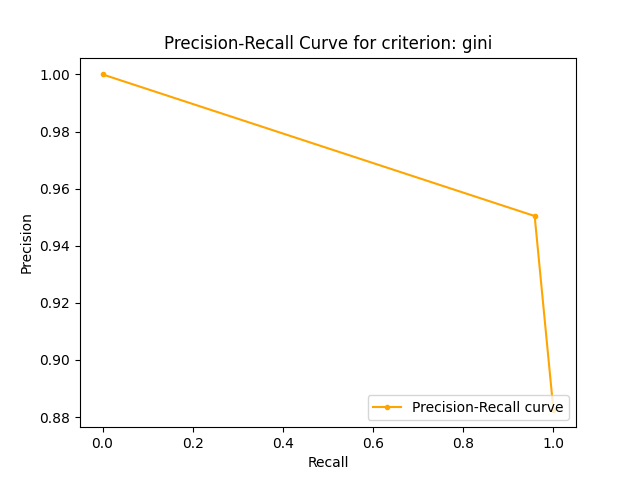 Precision-Recall Curve for criterion: gini
1.00
0.98
0.96
0.94
0.92
0.90
0.88
Precision
Precision-Recall curve
0.0 0.2 0.4 0.6 0.8 1.0
Recall